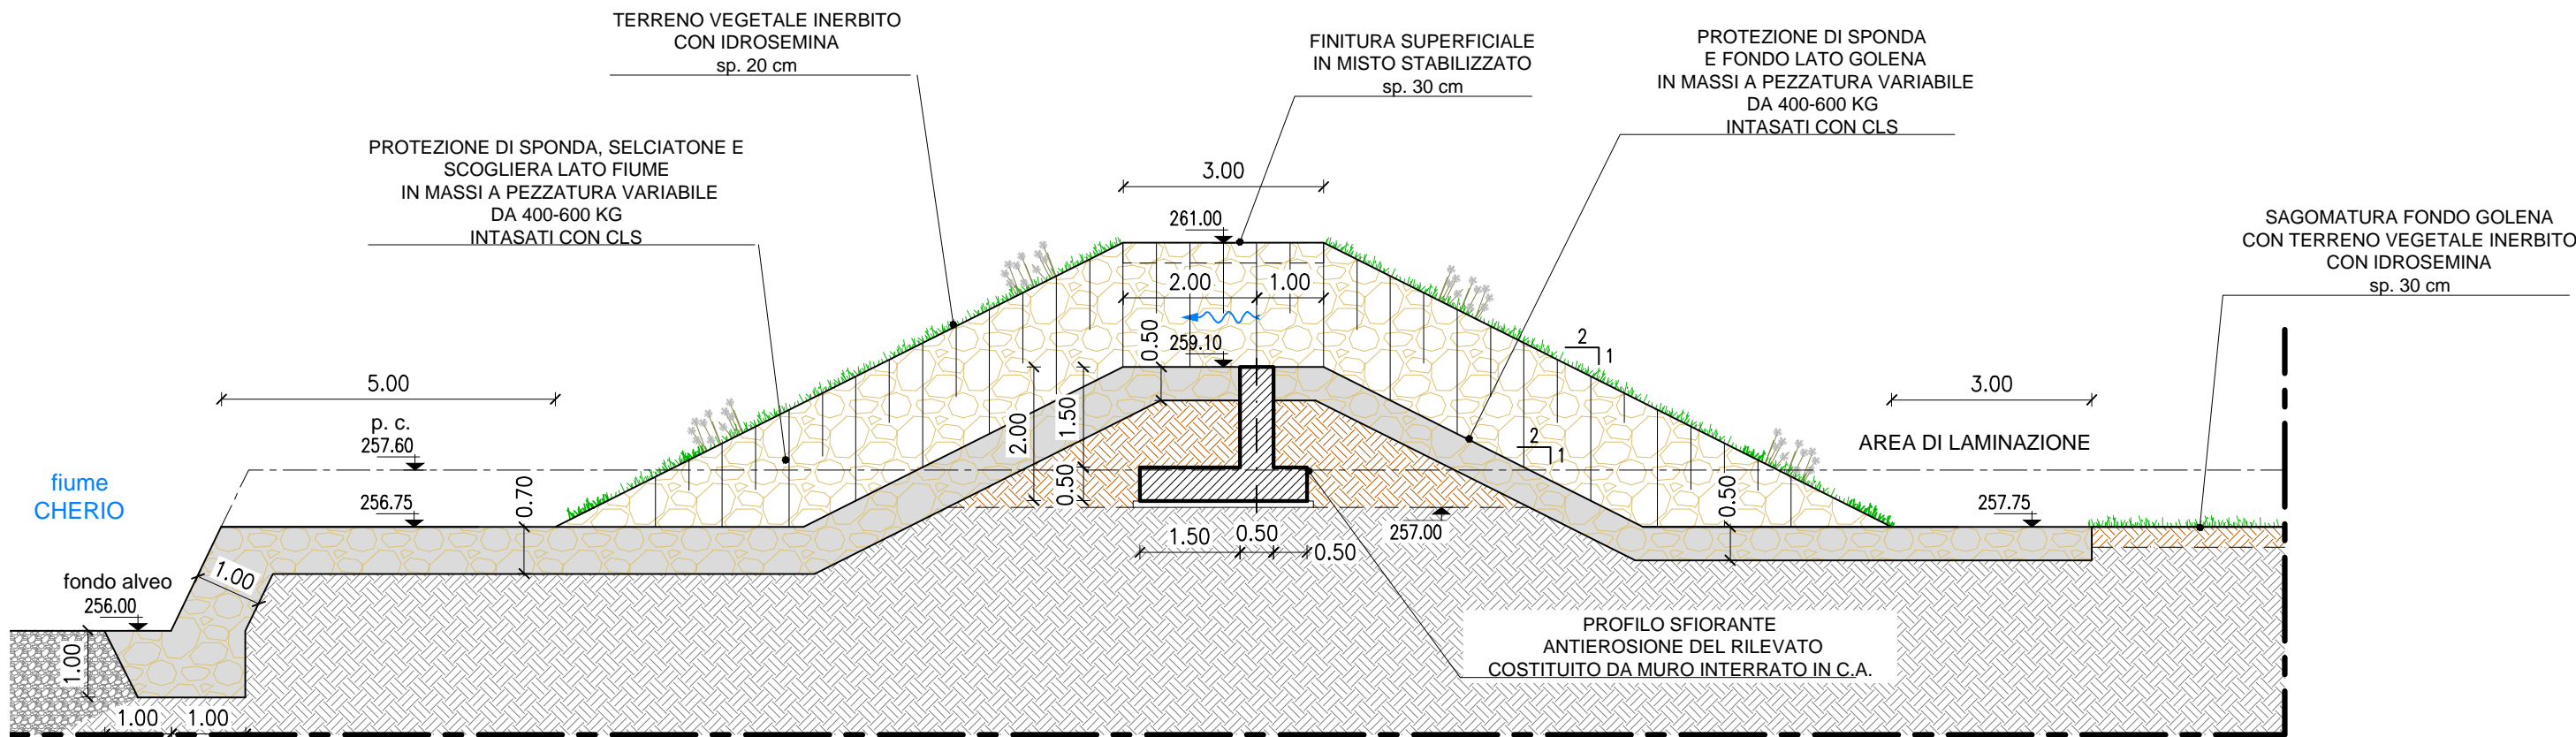 TERRENO VEGETALE INERBITO
CON IDROSEMINA
sp. 20 cm
FINITURA SUPERFICIALE
IN MISTO STABILIZZATO
sp. 30 cm
PROTEZIONE DI SPONDA
E FONDO LATO GOLENA
IN MASSI A PEZZATURA VARIABILE
DA 400-600 KG
INTASATI CON CLS
PROTEZIONE DI SPONDA, SELCIATONE E
SCOGLIERA LATO FIUME
IN MASSI A PEZZATURA VARIABILE
DA 400-600 KG
INTASATI CON CLS
SAGOMATURA FONDO GOLENA
CON TERRENO VEGETALE INERBITO
CON IDROSEMINA
sp. 30 cm
3.00
261.00
2.00
1.00
0.50
259.10
2
1
5.00
3.00
p. c.
257.60
2.00
1.50
0.50
2
1
AREA DI LAMINAZIONE
fiume
CHERIO
256.75
0.70
257.00
0.50
257.75
1.50
0.50
0.50
fondo alveo
256.00
1.00
1.00
1.00
1.00
PROFILO SFIORANTE
ANTIEROSIONE DEL RILEVATO
COSTITUITO DA MURO INTERRATO IN C.A.